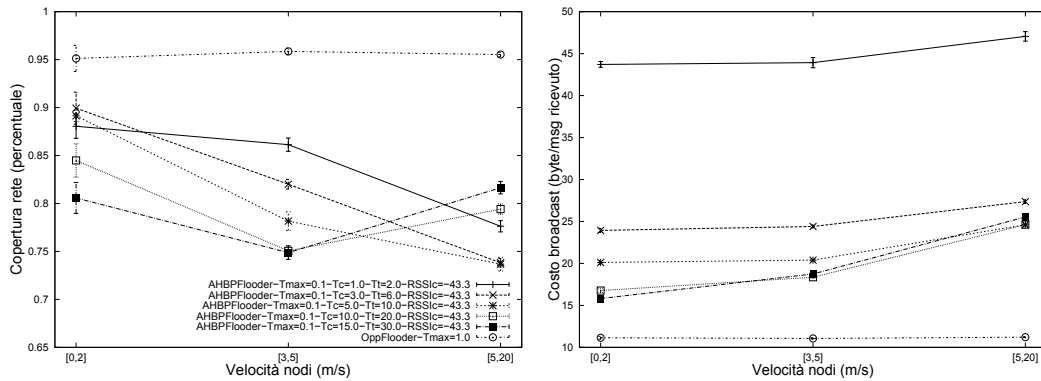 Copertura rete (percentuale)
1
0.95
0.9
0.85
0.8
0.75
0.7
0.65
AHBPFlooder-Tmax=0.1-Tc=1.0-Tt=2.0-RSSIc=-43.3
AHBPFlooder-Tmax=0.1-Tc=3.0-Tt=6.0-RSSIc=-43.3
AHBPFlooder-Tmax=0.1-Tc=5.0-Tt=10.0-RSSIc=-43.3
AHBPFlooder-Tmax=0.1-Tc=10.0-Tt=20.0-RSSIc=-43.3
AHBPFlooder-Tmax=0.1-Tc=15.0-Tt=30.0-RSSIc=-43.3
OppFlooder-Tmax=1.0
[0,2] [3,5] [5,20]
Velocità nodi (m/s)
Costo broadcast (byte/msg ricevuto)
50
45
40
35
30
25
20
15
10
[0,2] [3,5] [5,20]
Velocità nodi (m/s)